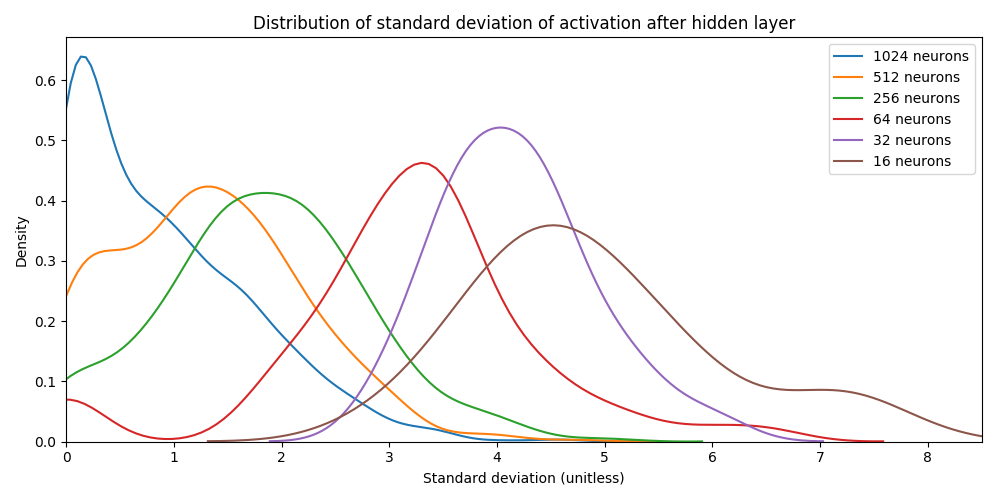 Distribution of standard deviation of activation after hidden layer
1024 neurons
512 neurons
256 neurons
64 neurons
32 neurons
16 neurons
Density
0.6
0.5
0.4
0.3
0.2
0.1
0.0
0 1 2 3 4 5 6 7 8
Standard deviation (unitless)